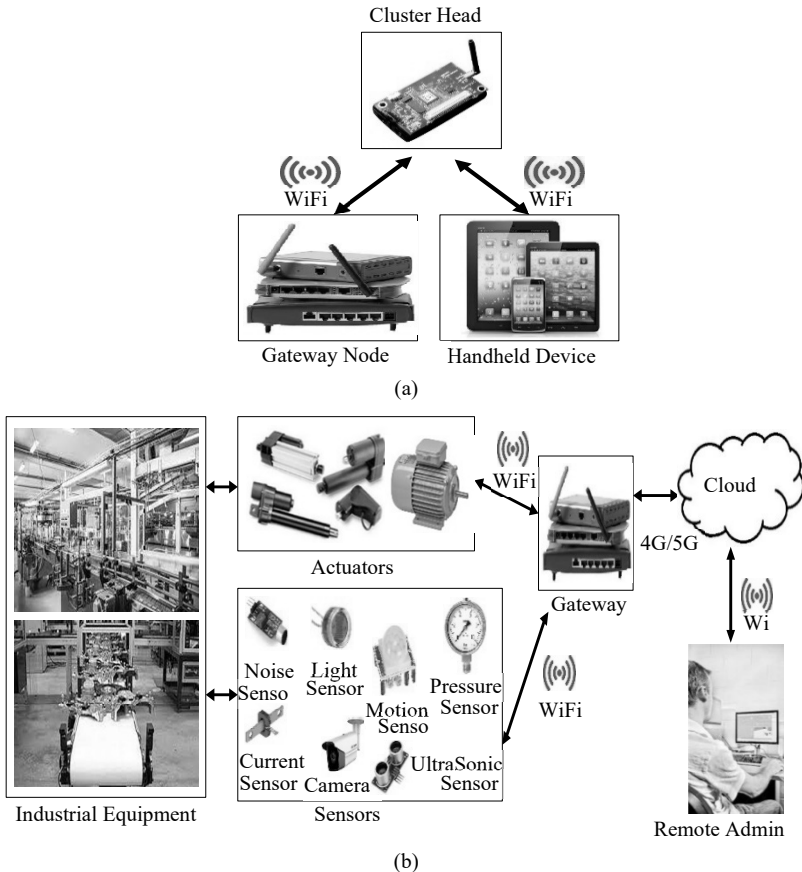 Cluster Head
WiFi
WiFi
Gateway Node
Handheld Device
(a)
WiFi
Cloud
4G/5G
Actuators
Gateway
Wi
Noise
Senso
Light
Sensor
Motion
Senso
Pressure
Sensor
WiFi
Current
Sensor
Camera
UltraSonic
Sensor
Industrial Equipment
Sensors
Remote Admin
(b)